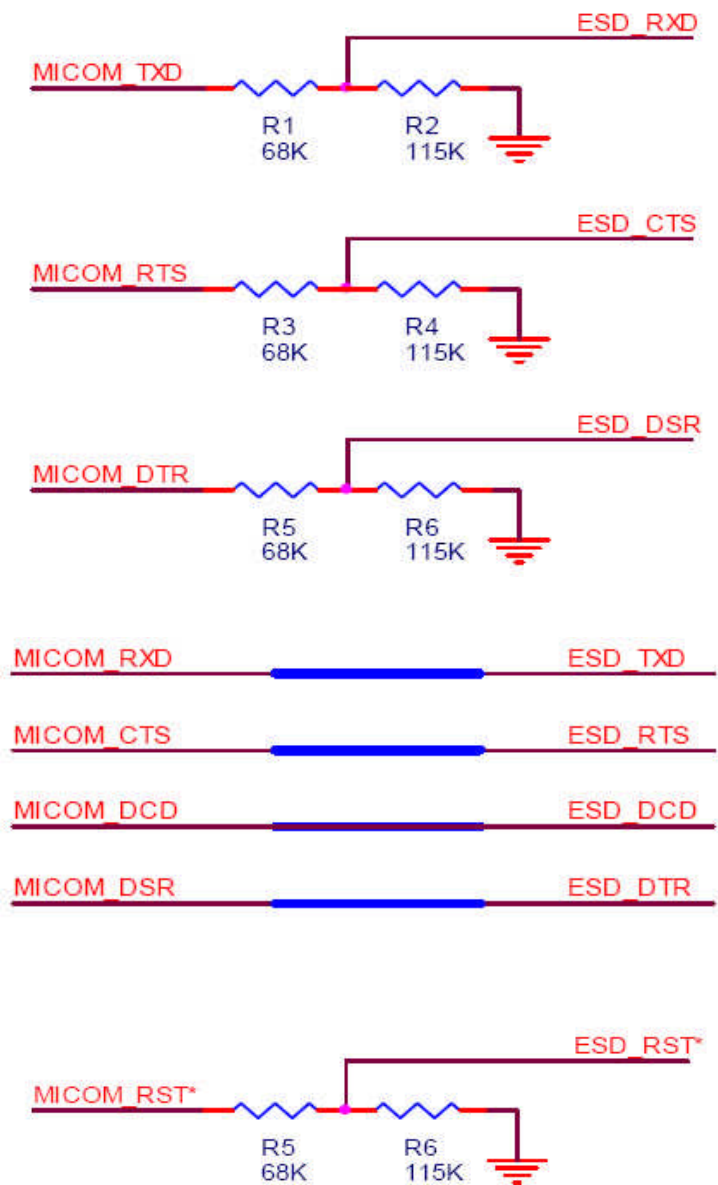 ESD_RXD
MICOM_TXD
R1 R2
68K 115K
ESD_CTS
MICOM_RTS
R3 R4
68K 115K
ESD_DSR
MICOM_DTR
R5 R6
68K 115K
MICOM_RXD ESD_TXD
MICOM_CTS ESD_RTS
MICOM_DCD ESD_DCD
MICOM_DSR ESD_DTR
ESD_RST*
MICOM_RST*
R5 R6
68K 115K